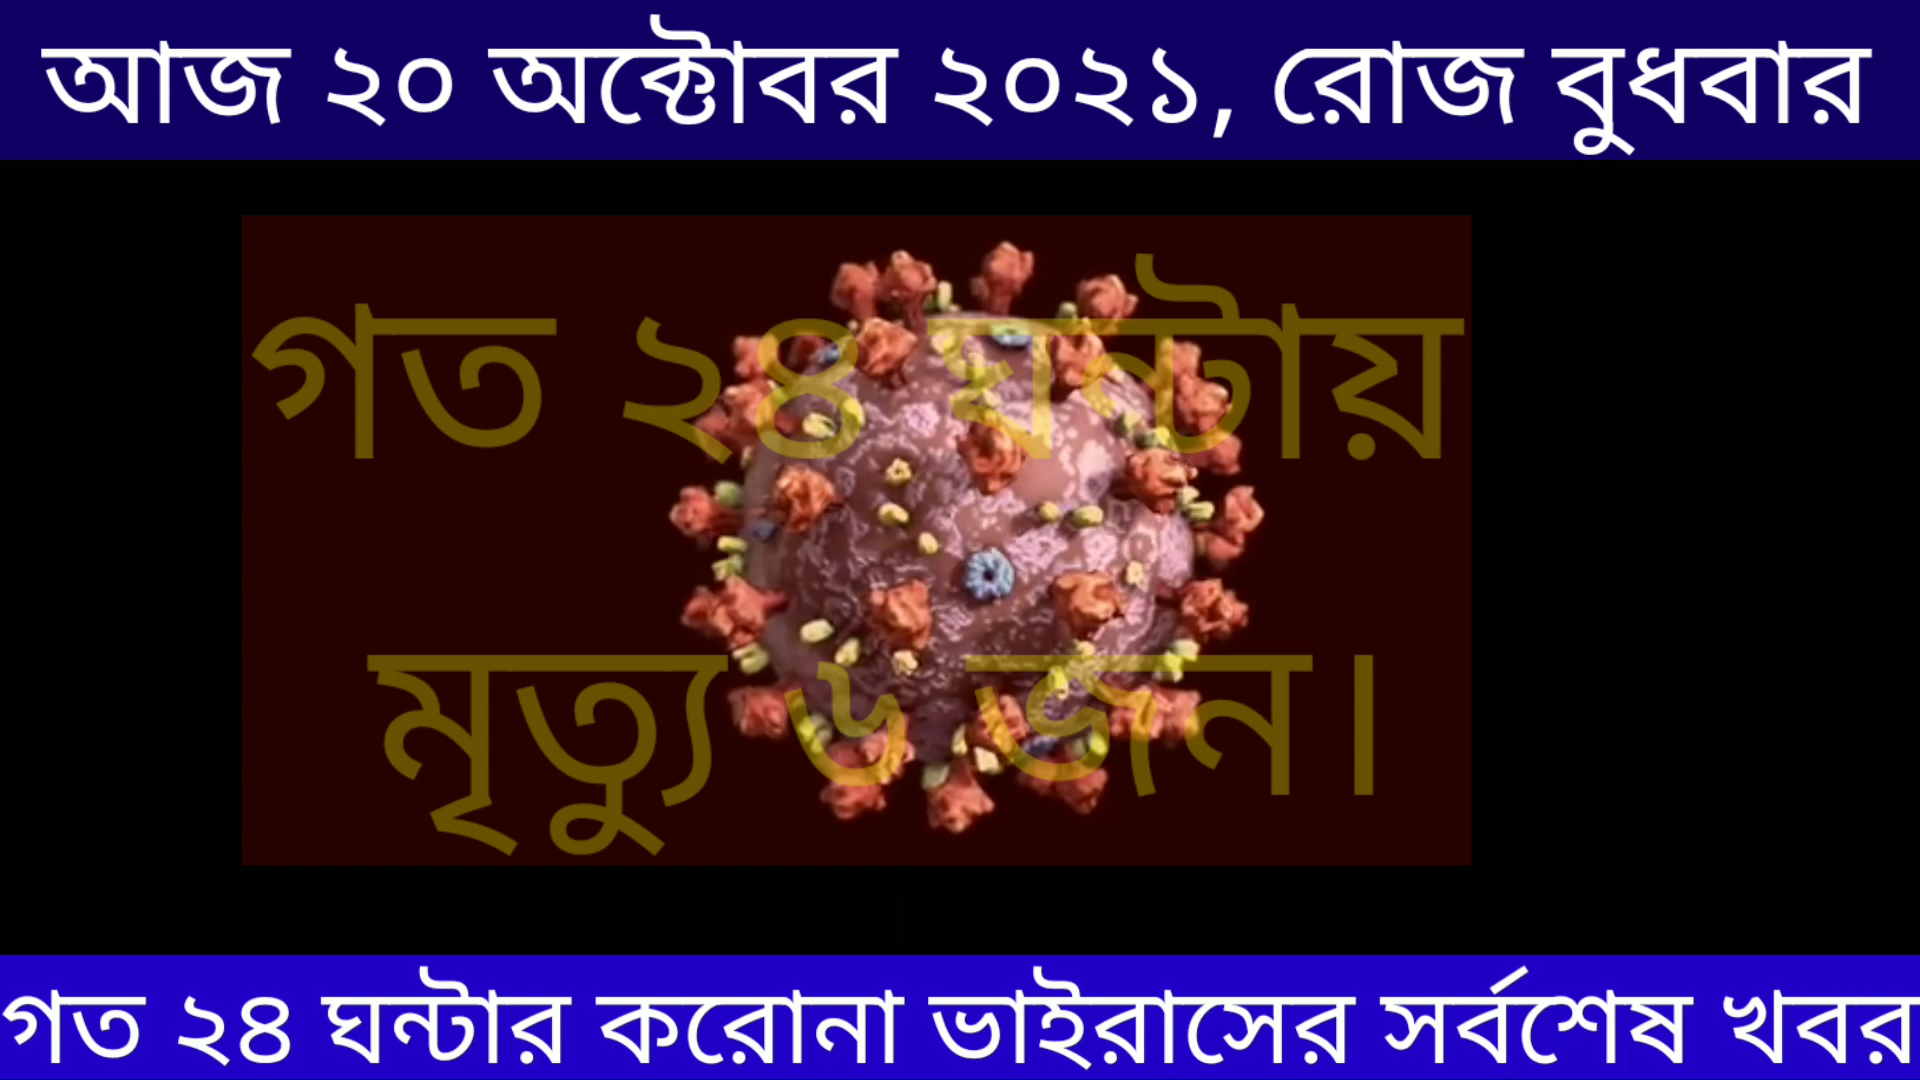 আজ ২০ অক্টোবর ২০২১, রোজ বুধবার
গত ২৪ ঘন্টায়
মৃত্যু ৬ জন।
গত ২৪ ঘন্টার করোনা ভাইরাসের সর্বশেষ খবর